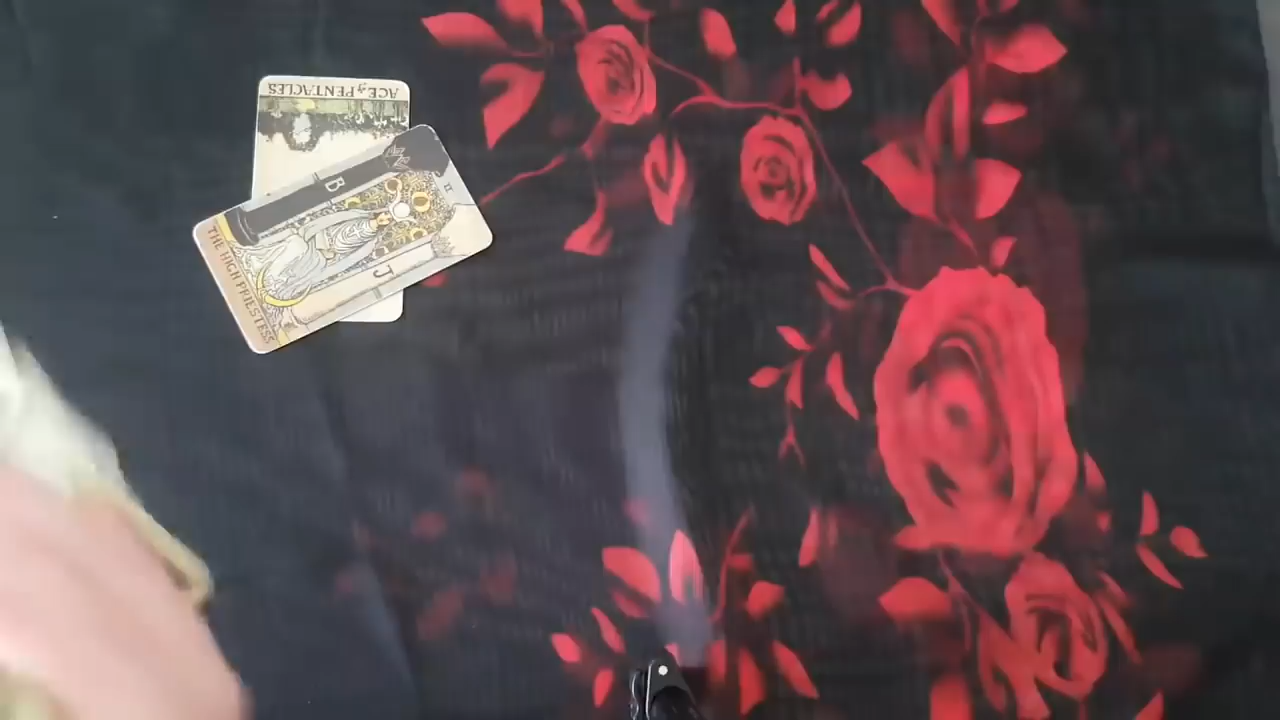 ACE of PENTACLES
B
II
J
THE HIGH PRIESTESS